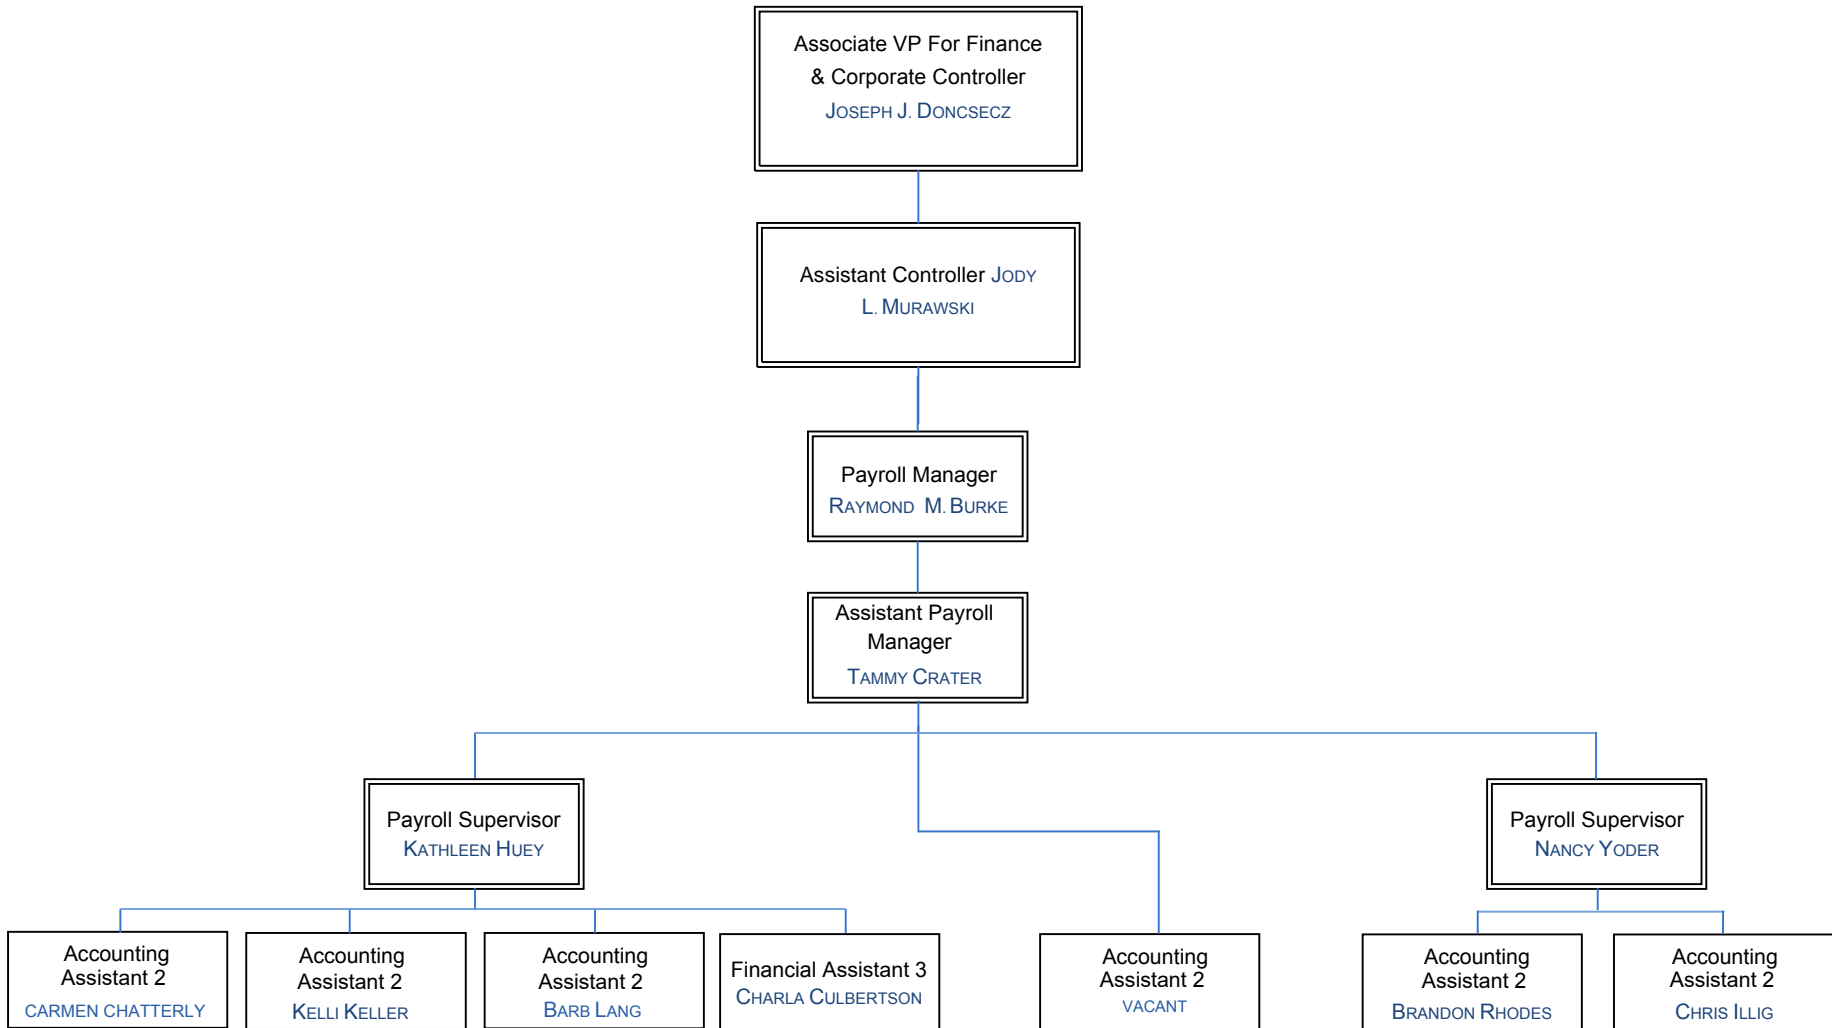 Associate VP For Finance
& Corporate Controller
JOSEPH J. DONCSECZ
Assistant Controller JODY
L. MURAWSKI
Payroll Manager
RAYMOND M. BURKE
Assistant Payroll
Manager
TAMMY CRATER
Payroll Supervisor
KATHLEEN HUEY
Payroll Supervisor
NANCY YODER
Accounting
Assistant 2
CARMEN CHATTERLY
Accounting
Assistant 2
KELLI KELLER
Accounting
Assistant 2
BARB LANG
Financial Assistant 3
CHARLA CULBERTSON
Accounting
Assistant 2
VACANT
Accounting
Assistant 2
BRANDON RHODES
Accounting
Assistant 2
CHRIS ILLIG